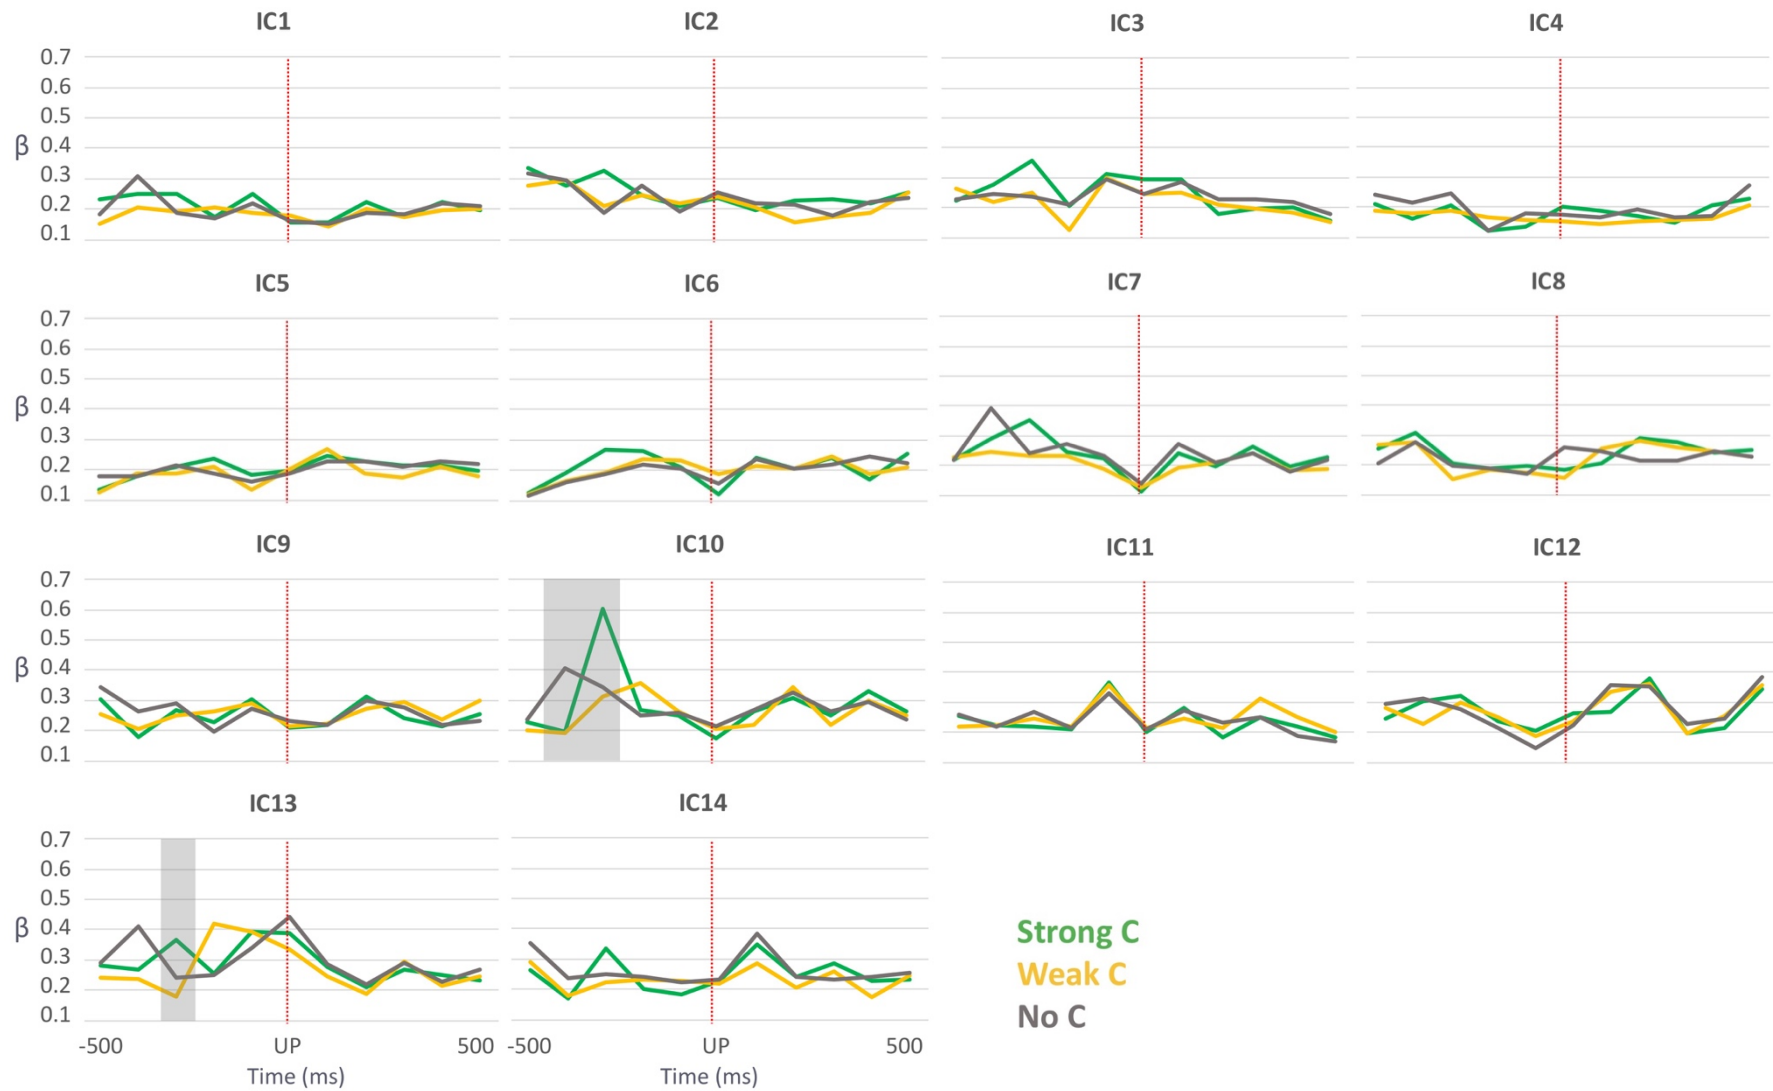 IC1 IC2 IC3 IC4
0.7
0.6
0.5
β 0.4
0.3
0.2
0.1
IC5 IC6 IC7 IC8
0.7
0.6
0.5
β 0.4
0.3
0.2
0.1
IC9 IC10 IC11 IC12
0.7
0.6
0.5
β 0.4
0.3
0.2
0.1
IC13 IC14
0.7
0.6
0.5
β 0.4
0.3
0.2
0.1
Strong C
Weak C
No C
-500 UP 500 -500 UP 500
Time (ms) Time (ms)